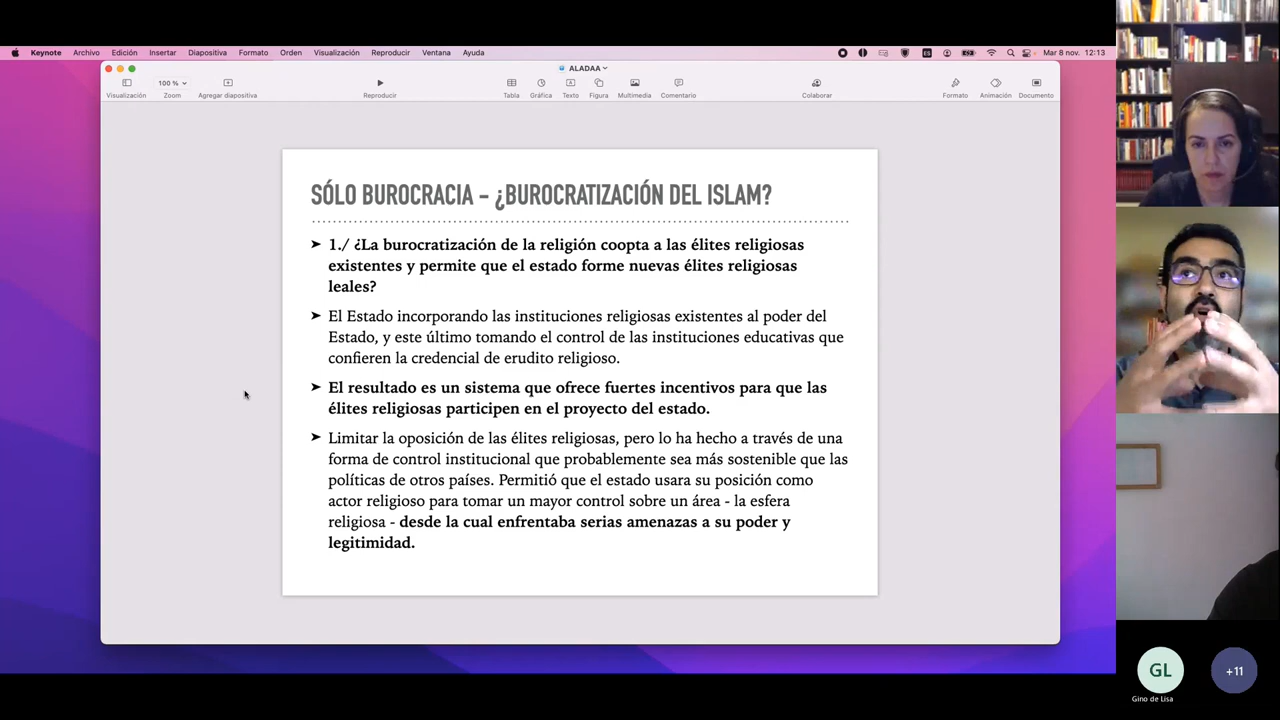 Keynote Archivo Edición Insertar Diapositiva Formato Orden Visualización Reproducir Ventana Ayuda
ES
Mar 8 nov. 12:13
ALADAA
100 %
Visualización Zoom Agregar diapositiva Reproducir Tabla Gráfica Texto Figura Multimedia Comentario Colaborar Formato Animación Documento
SÓLO BUROCRACIA - ¿BUROCRATIZACIÓN DEL ISLAM?
➤ 1./ ¿La burocratización de la religión coopta a las élites religiosas
existentes y permite que el estado forme nuevas élites religiosas
leales?
➤ El Estado incorporando las instituciones religiosas existentes al poder del
Estado, y este último tomando el control de las instituciones educativas que
confieren la credencial de erudito religioso.
➤ El resultado es un sistema que ofrece fuertes incentivos para que las
élites religiosas participen en el proyecto del estado.
➤ Limitar la oposición de las élites religiosas, pero lo ha hecho a través de una
forma de control institucional que probablemente sea más sostenible que las
políticas de otros países. Permitió que el estado usara su posición como
actor religioso para tomar un mayor control sobre un área - la esfera
religiosa - desde la cual enfrentaba serias amenazas a su poder y
legitimidad.
GL
Gino de Lisa
+11